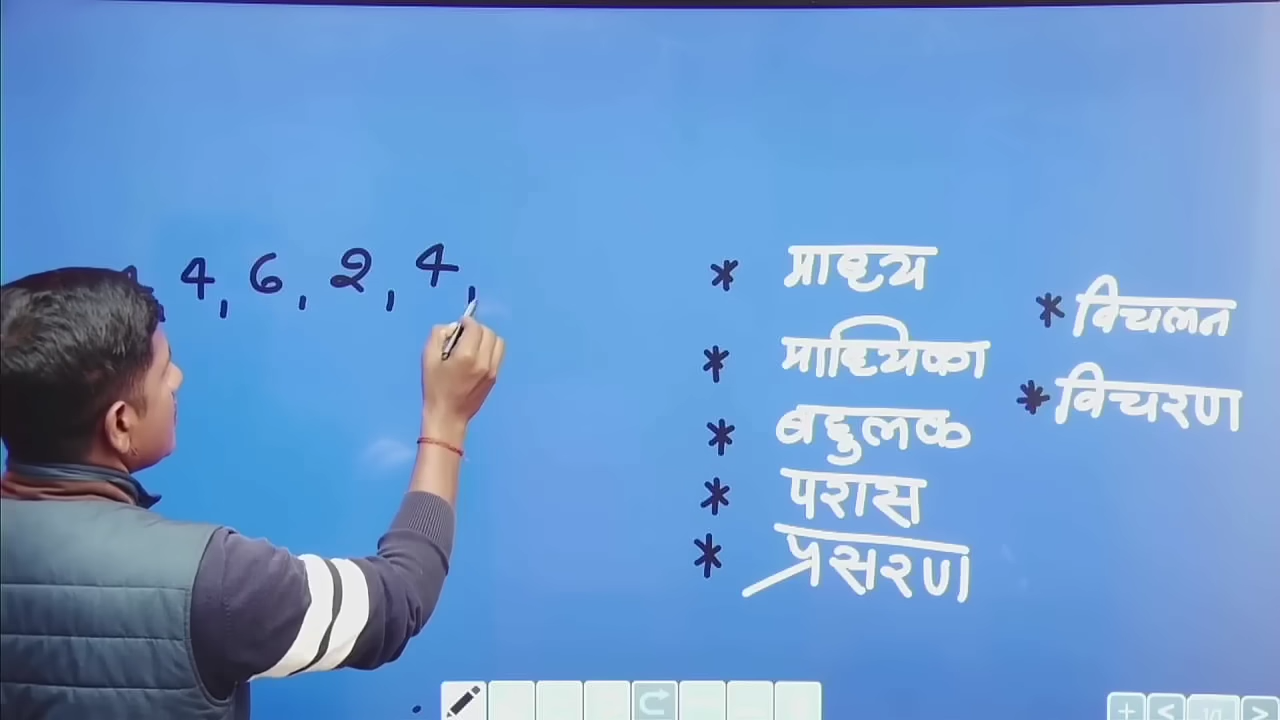 4, 6, 2, 4,
* माध्य
* माध्यिका
* बहुलक
* परास
* प्रसरण
* विचलन
* विचरण